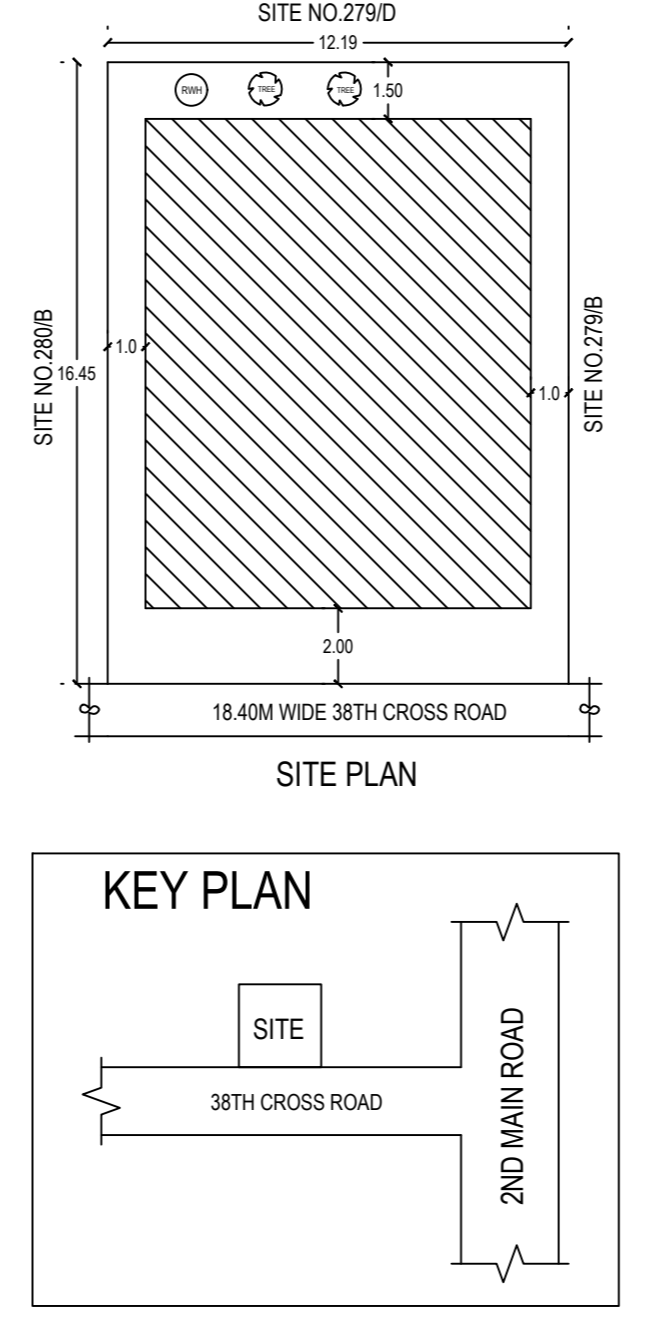 SITE NO.279/D
12.19
RWH
TREE
TREE
1.50
SITE NO.280/B
16.45
1.0
1.0
SITE NO.279/B
2.00
18.40M WIDE 38TH CROSS ROAD
SITE PLAN
KEY PLAN
SITE
38TH CROSS ROAD
2ND MAIN ROAD